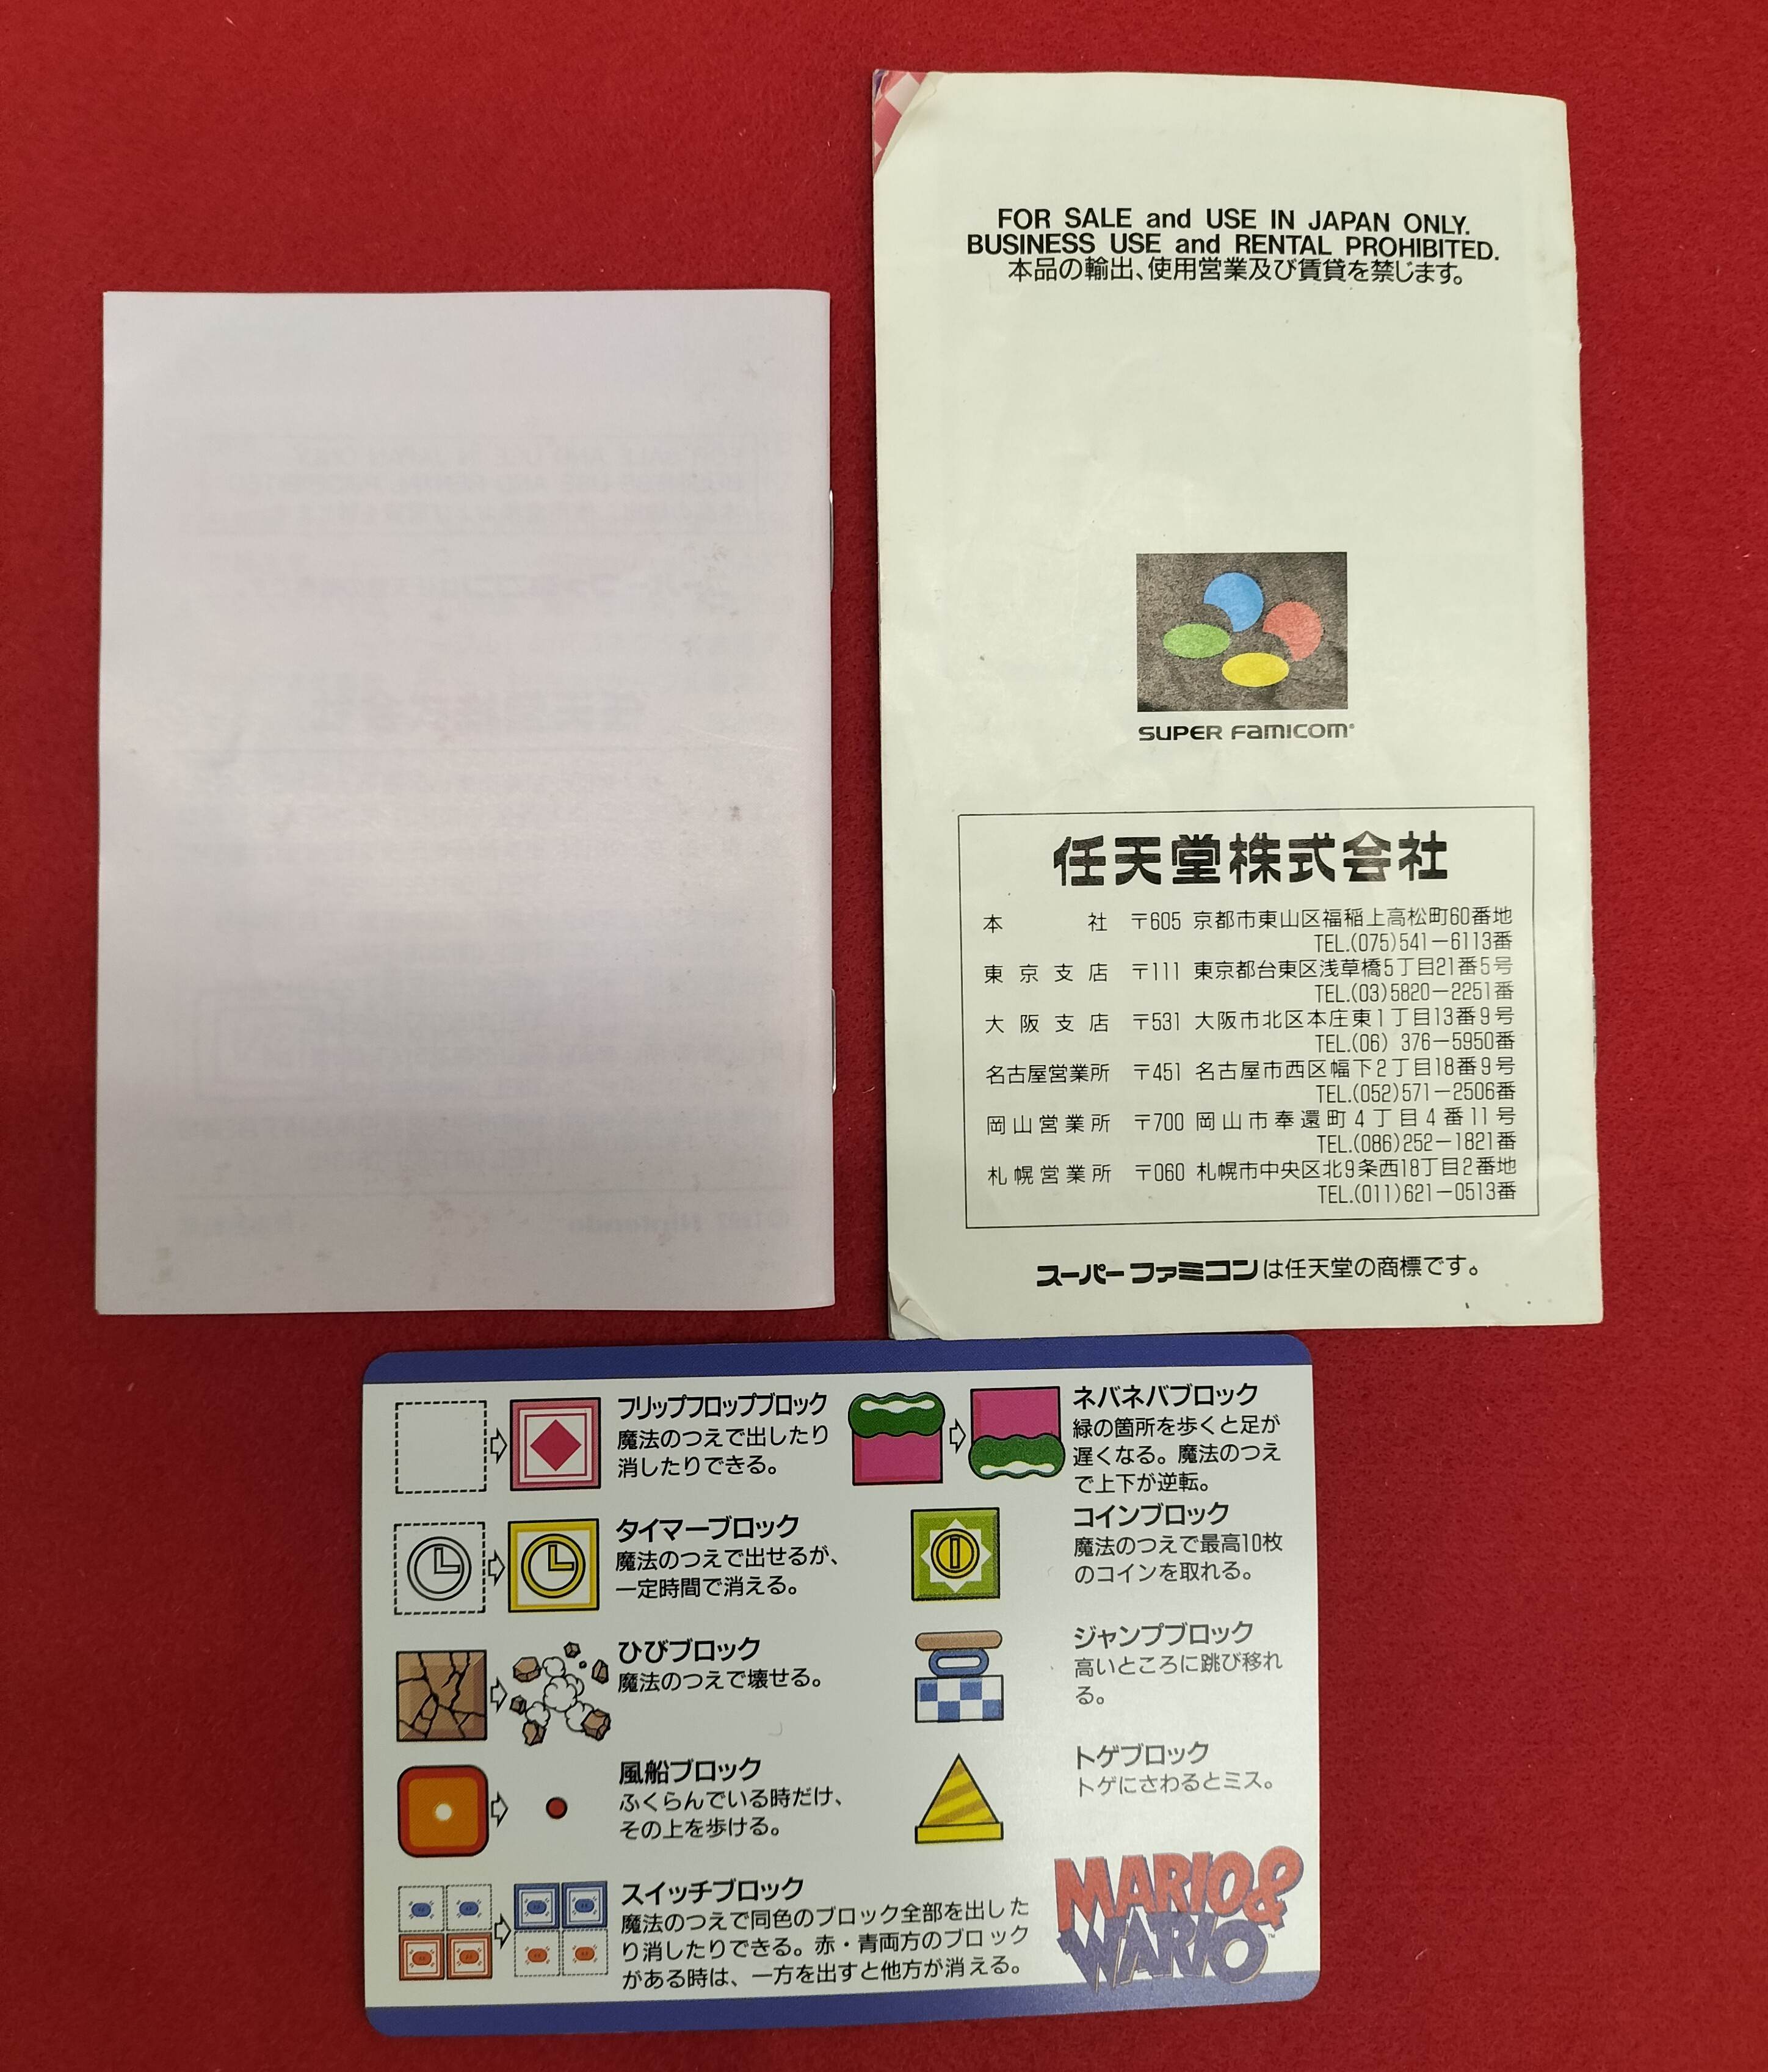 FOR SALE and USE IN JAPAN ONLY.
BUSINESS USE and RENTAL PROHIBITED.
本品の輸出、使用営業及び賃貸を禁じます。
SUPER FAMICOM
任天堂株式会社
本社 〒605 京都市東山区福稲上高松町60番地
TEL.(075)541-6113番
東京支店 〒111 東京都台東区浅草橋5丁目21番5号
TEL.(03)5820-2251番
大阪支店 〒531 大阪市北区本庄東1丁目13番9号
TEL.(06) 376-5950番
名古屋営業所 〒451 名古屋市西区幅下2丁目18番9号
TEL.(052)571-2506番
岡山営業所 〒700 岡山市奉還町4丁目4番11号
TEL.(086)252-1821番
札幌営業所 〒060 札幌市中央区北9条西18丁目2番地
TEL.(011)621-0513番
スーパーファミコンは任天堂の商標です。
フリップフロップブロック
魔法のつえで出したり
消したりできる。
タイマーブロック
魔法のつえで出せるが、
一定時間で消える。
ひびブロック
魔法のつえで壊せる。
風船ブロック
ふくらんでいる時だけ、
その上を歩ける。
スイッチブロック
魔法のつえで同色のブロック全部を出した
り消したりできる。赤・青両方のブロック
がある時は、一方を出すと他方が消える。
ネバネバブロック
緑の箇所を歩くと足が
遅くなる。魔法のつえ
で上下が逆転。
コインブロック
魔法のつえで最高10枚
のコインを取れる。
ジャンプブロック
高いところに跳び移れ
る。
トゲブロック
トゲにさわるとミス。
MARIO&
WARIO™